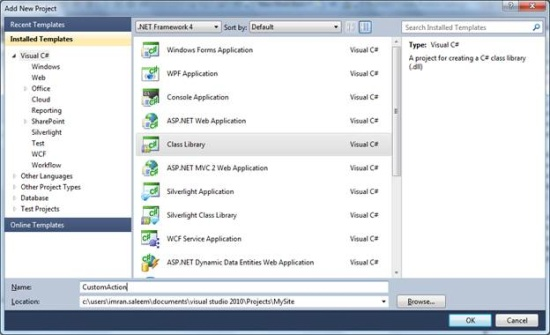 Add New Project
Recent Templates
.NET Framework 4
Sort by: Default
Search Installed Templates
Installed Templates
Visual C#
Windows
Web
Office
Cloud
Reporting
SharePoint
Silverlight
Test
WCF
Workflow
Other Languages
Other Project Types
Database
Test Projects
Online Templates
Windows Forms Application Visual C#
WPF Application Visual C#
Console Application Visual C#
ASP.NET Web Application Visual C#
Class Library Visual C#
ASP.NET MVC 2 Web Application Visual C#
Silverlight Application Visual C#
Silverlight Class Library Visual C#
WCF Service Application Visual C#
ASP.NET Dynamic Data Entities Web Application Visual C#
Type: Visual C#
A project for creating a C# class library (.dll)
Name: CustomAction
Location: c:\users\imran.saleem\documents\visual studio 2010\Projects\MySite
Browse...
OK
Cancel